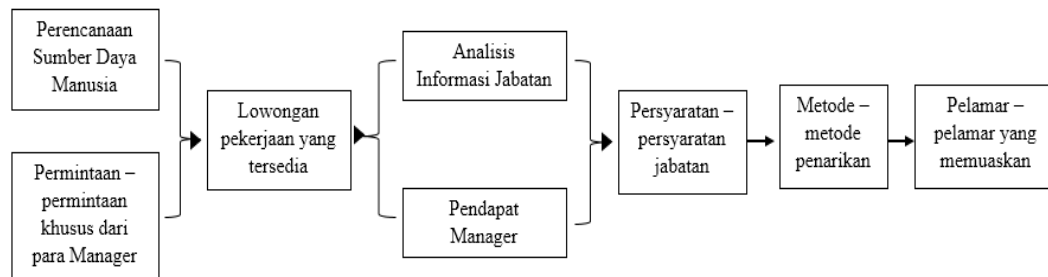 Perencanaan
Sumber Daya
Manusia
Permintaan –
permintaan
khusus dari
para Manager
Lowongan
pekerjaan yang
tersedia
Analisis
Informasi Jabatan
Pendapat
Manager
Persyaratan –
persyaratan
jabatan
Metode –
metode
penarikan
Pelamar –
pelamar yang
memuaskan